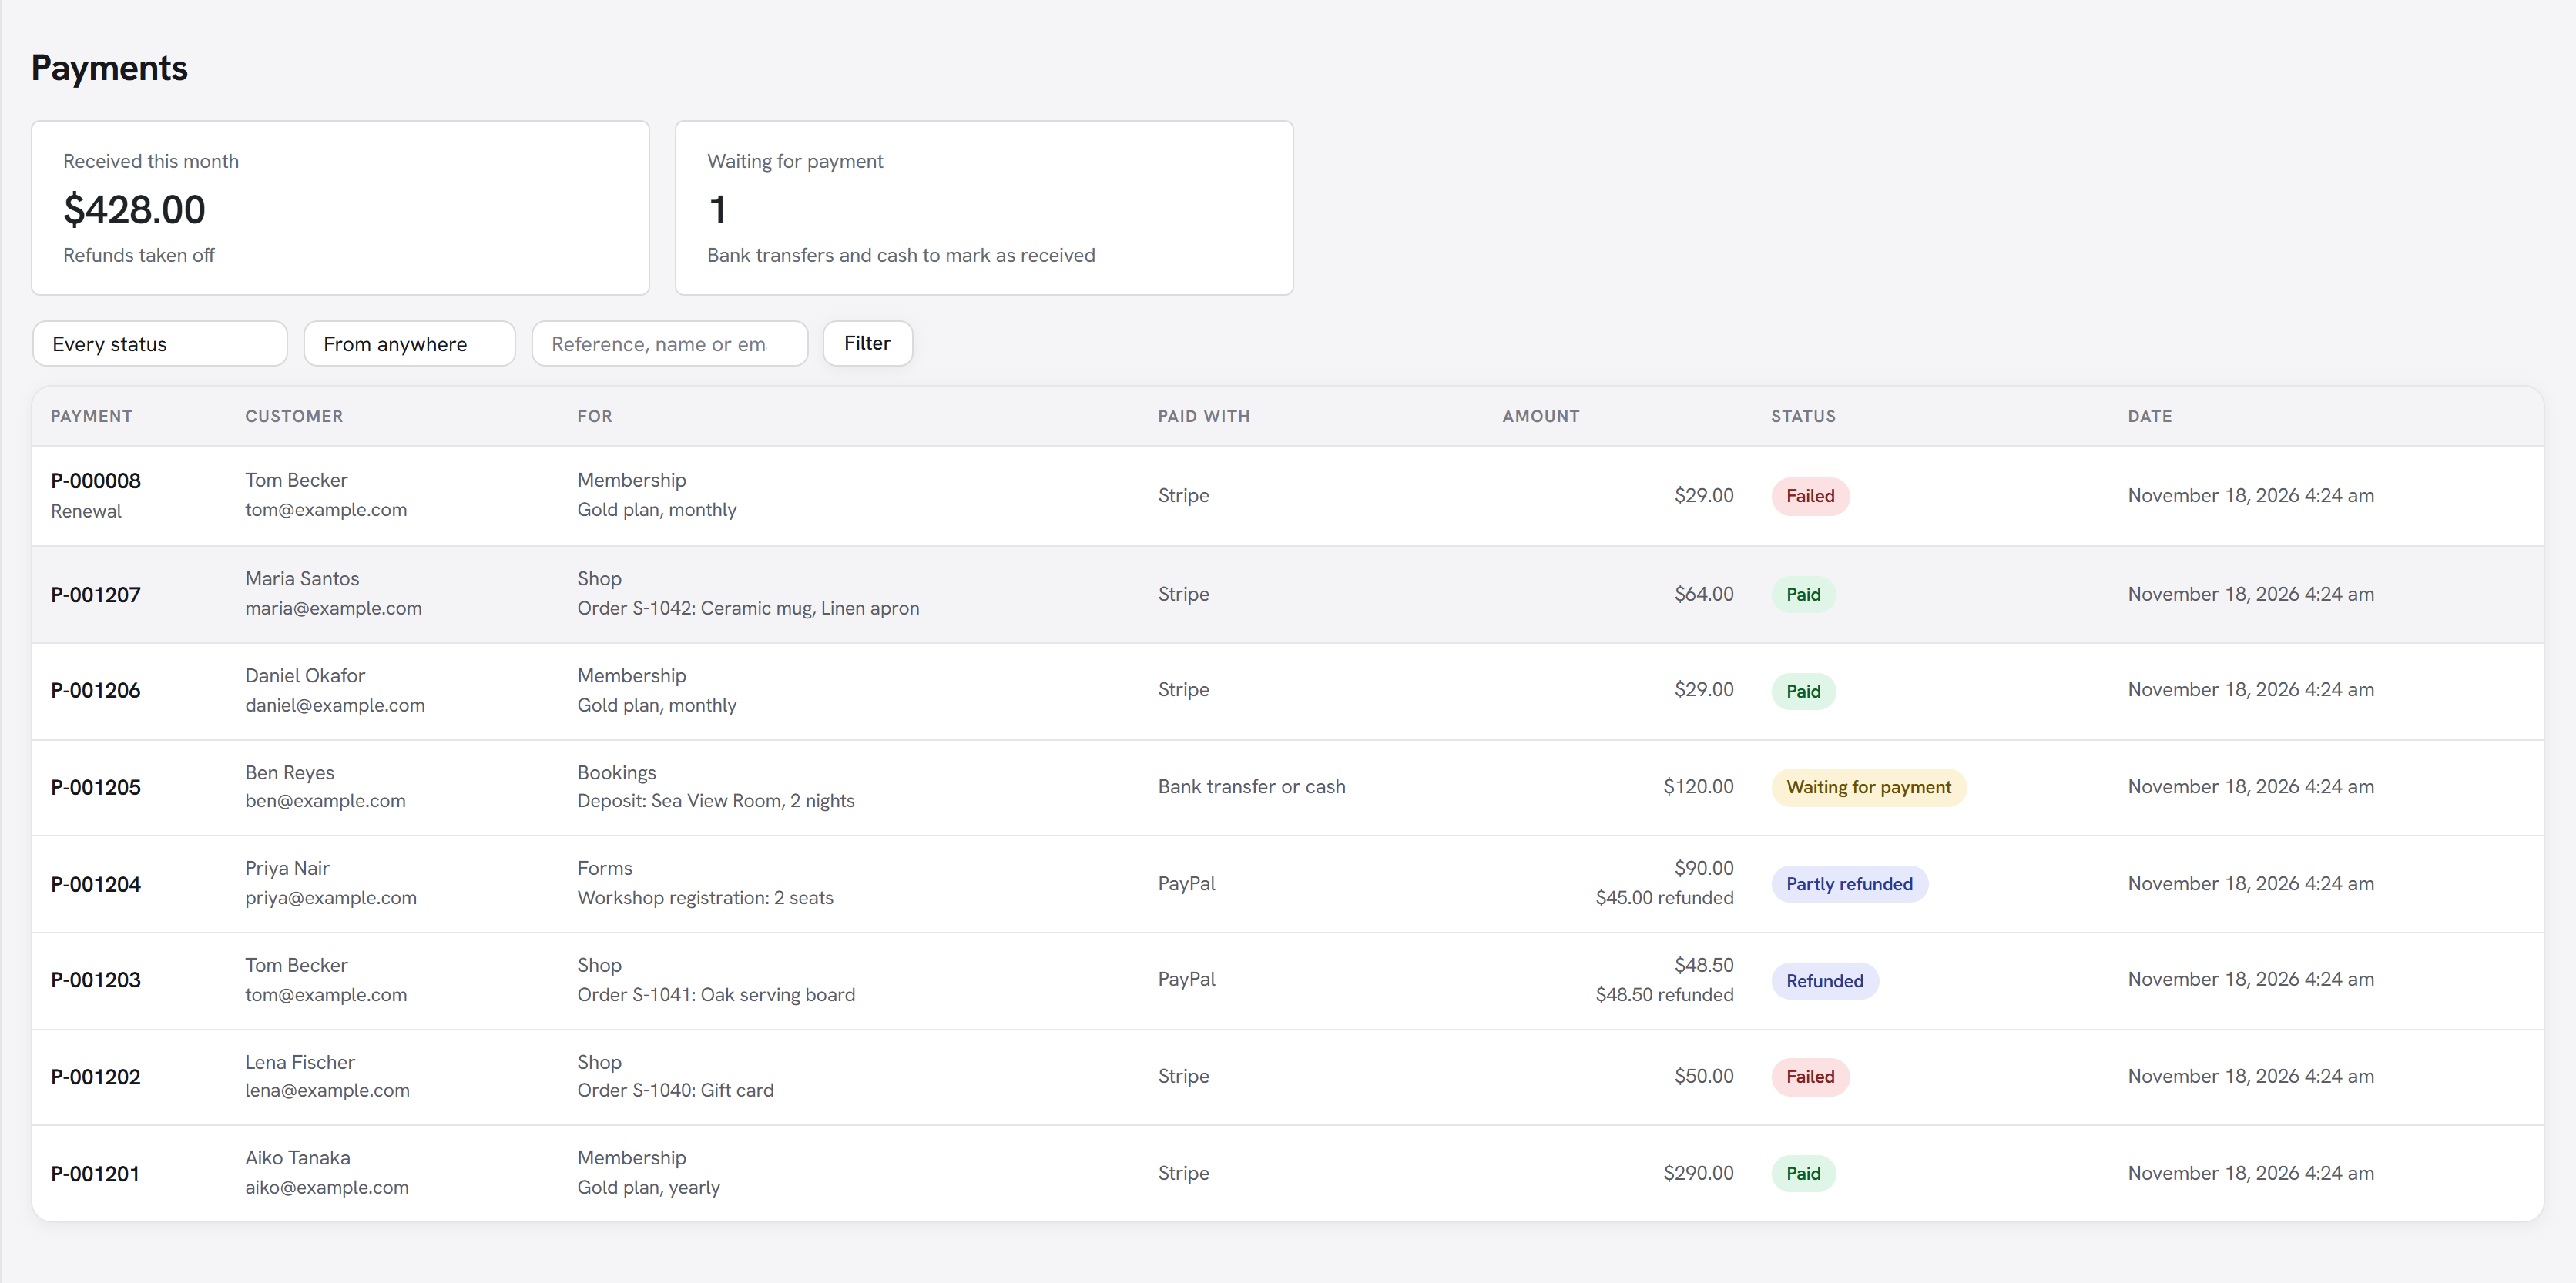 Payments
Received this month
$428.00
Refunds taken off
Waiting for payment
1
Bank transfers and cash to mark as received
Every status
From anywhere
Reference, name or em
Filter
PAYMENT CUSTOMER FOR PAID WITH AMOUNT STATUS DATE
P-000008
Renewal
Tom Becker
tom@example.com
Membership
Gold plan, monthly
Stripe
$29.00
Failed
November 18, 2026 4:24 am
P-001207
Maria Santos
maria@example.com
Shop
Order S-1042: Ceramic mug, Linen apron
Stripe
$64.00
Paid
November 18, 2026 4:24 am
P-001206
Daniel Okafor
daniel@example.com
Membership
Gold plan, monthly
Stripe
$29.00
Paid
November 18, 2026 4:24 am
P-001205
Ben Reyes
ben@example.com
Bookings
Deposit: Sea View Room, 2 nights
Bank transfer or cash
$120.00
Waiting for payment
November 18, 2026 4:24 am
P-001204
Priya Nair
priya@example.com
Forms
Workshop registration: 2 seats
PayPal
$90.00
$45.00 refunded
Partly refunded
November 18, 2026 4:24 am
P-001203
Tom Becker
tom@example.com
Shop
Order S-1041: Oak serving board
PayPal
$48.50
$48.50 refunded
Refunded
November 18, 2026 4:24 am
P-001202
Lena Fischer
lena@example.com
Shop
Order S-1040: Gift card
Stripe
$50.00
Failed
November 18, 2026 4:24 am
P-001201
Aiko Tanaka
aiko@example.com
Membership
Gold plan, yearly
Stripe
$290.00
Paid
November 18, 2026 4:24 am